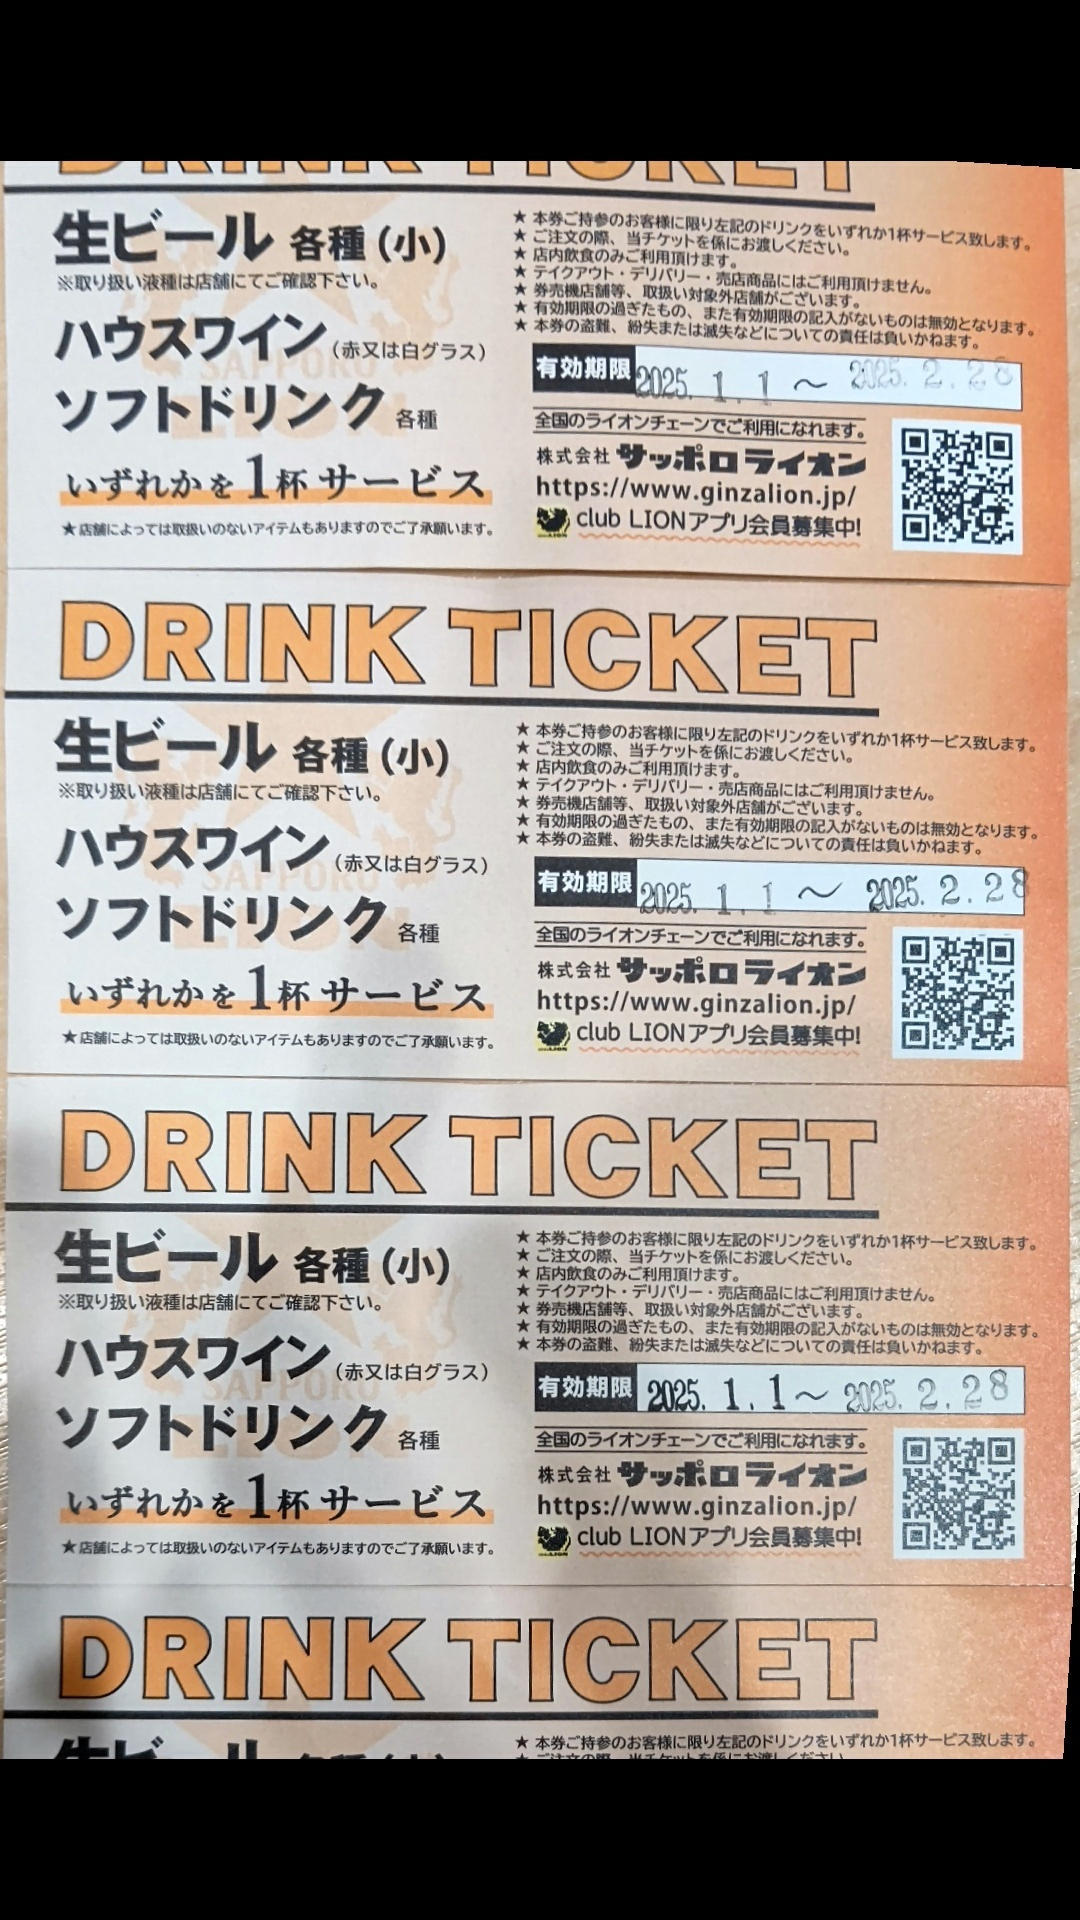 DRINK TICKET
生ビール 各種(小)
※取り扱い液種は店舗にてご確認下さい。
ハウスワイン(赤又は白グラス)
ソフトドリンク 各種
いずれかを1杯サービス
★店舗によっては取扱いのないアイテムもありますのでご了承願います。
★ 本券ご持参のお客様に限り左記のドリンクをいずれか1杯サービス致します。
★ ご注文の際、当チケットを係にお渡しください。
★ 店内飲食のみご利用頂けます。
★ テイクアウト・デリバリー・売店商品にはご利用頂けません。
★ 券売機店舗等、取扱い対象外店舗がございます。
★ 有効期限の過ぎたもの、また有効期限の記入がないものは無効となります。
★ 本券の盗難、紛失または滅失などについての責任は負いかねます。
有効期限 2025. 1. 1 ～ 2025. 2. 28
全国のライオンチェーンでご利用になれます。
株式会社 サッポロライオン
https://www.ginzalion.jp/
club LIONアプリ会員募集中!
DRINK TICKET
生ビール 各種(小)
※取り扱い液種は店舗にてご確認下さい。
ハウスワイン(赤又は白グラス)
ソフトドリンク 各種
いずれかを1杯サービス
★店舗によっては取扱いのないアイテムもありますのでご了承願います。
★ 本券ご持参のお客様に限り左記のドリンクをいずれか1杯サービス致します。
★ ご注文の際、当チケットを係にお渡しください。
★ 店内飲食のみご利用頂けます。
★ テイクアウト・デリバリー・売店商品にはご利用頂けません。
★ 券売機店舗等、取扱い対象外店舗がございます。
★ 有効期限の過ぎたもの、また有効期限の記入がないものは無効となります。
★ 本券の盗難、紛失または滅失などについての責任は負いかねます。
有効期限 2025. 1. 1 ～ 2025. 2. 28
全国のライオンチェーンでご利用になれます。
株式会社 サッポロライオン
https://www.ginzalion.jp/
club LIONアプリ会員募集中!
DRINK TICKET
生ビール 各種(小)
※取り扱い液種は店舗にてご確認下さい。
ハウスワイン(赤又は白グラス)
ソフトドリンク 各種
いずれかを1杯サービス
★店舗によっては取扱いのないアイテムもありますのでご了承願います。
★ 本券ご持参のお客様に限り左記のドリンクをいずれか1杯サービス致します。
★ ご注文の際、当チケットを係にお渡しください。
★ 店内飲食のみご利用頂けます。
★ テイクアウト・デリバリー・売店商品にはご利用頂けません。
★ 券売機店舗等、取扱い対象外店舗がございます。
★ 有効期限の過ぎたもの、また有効期限の記入がないものは無効となります。
★ 本券の盗難、紛失または滅失などについての責任は負いかねます。
有効期限 2025. 1. 1 ～ 2025. 2. 28
全国のライオンチェーンでご利用になれます。
株式会社 サッポロライオン
https://www.ginzalion.jp/
club LIONアプリ会員募集中!
DRINK TICKET
生ビール
★ 本券ご持参のお客様に限り左記のドリンクをいずれか1杯サービス致します。
★ ご注文の際、当チケットを係にお渡しください。